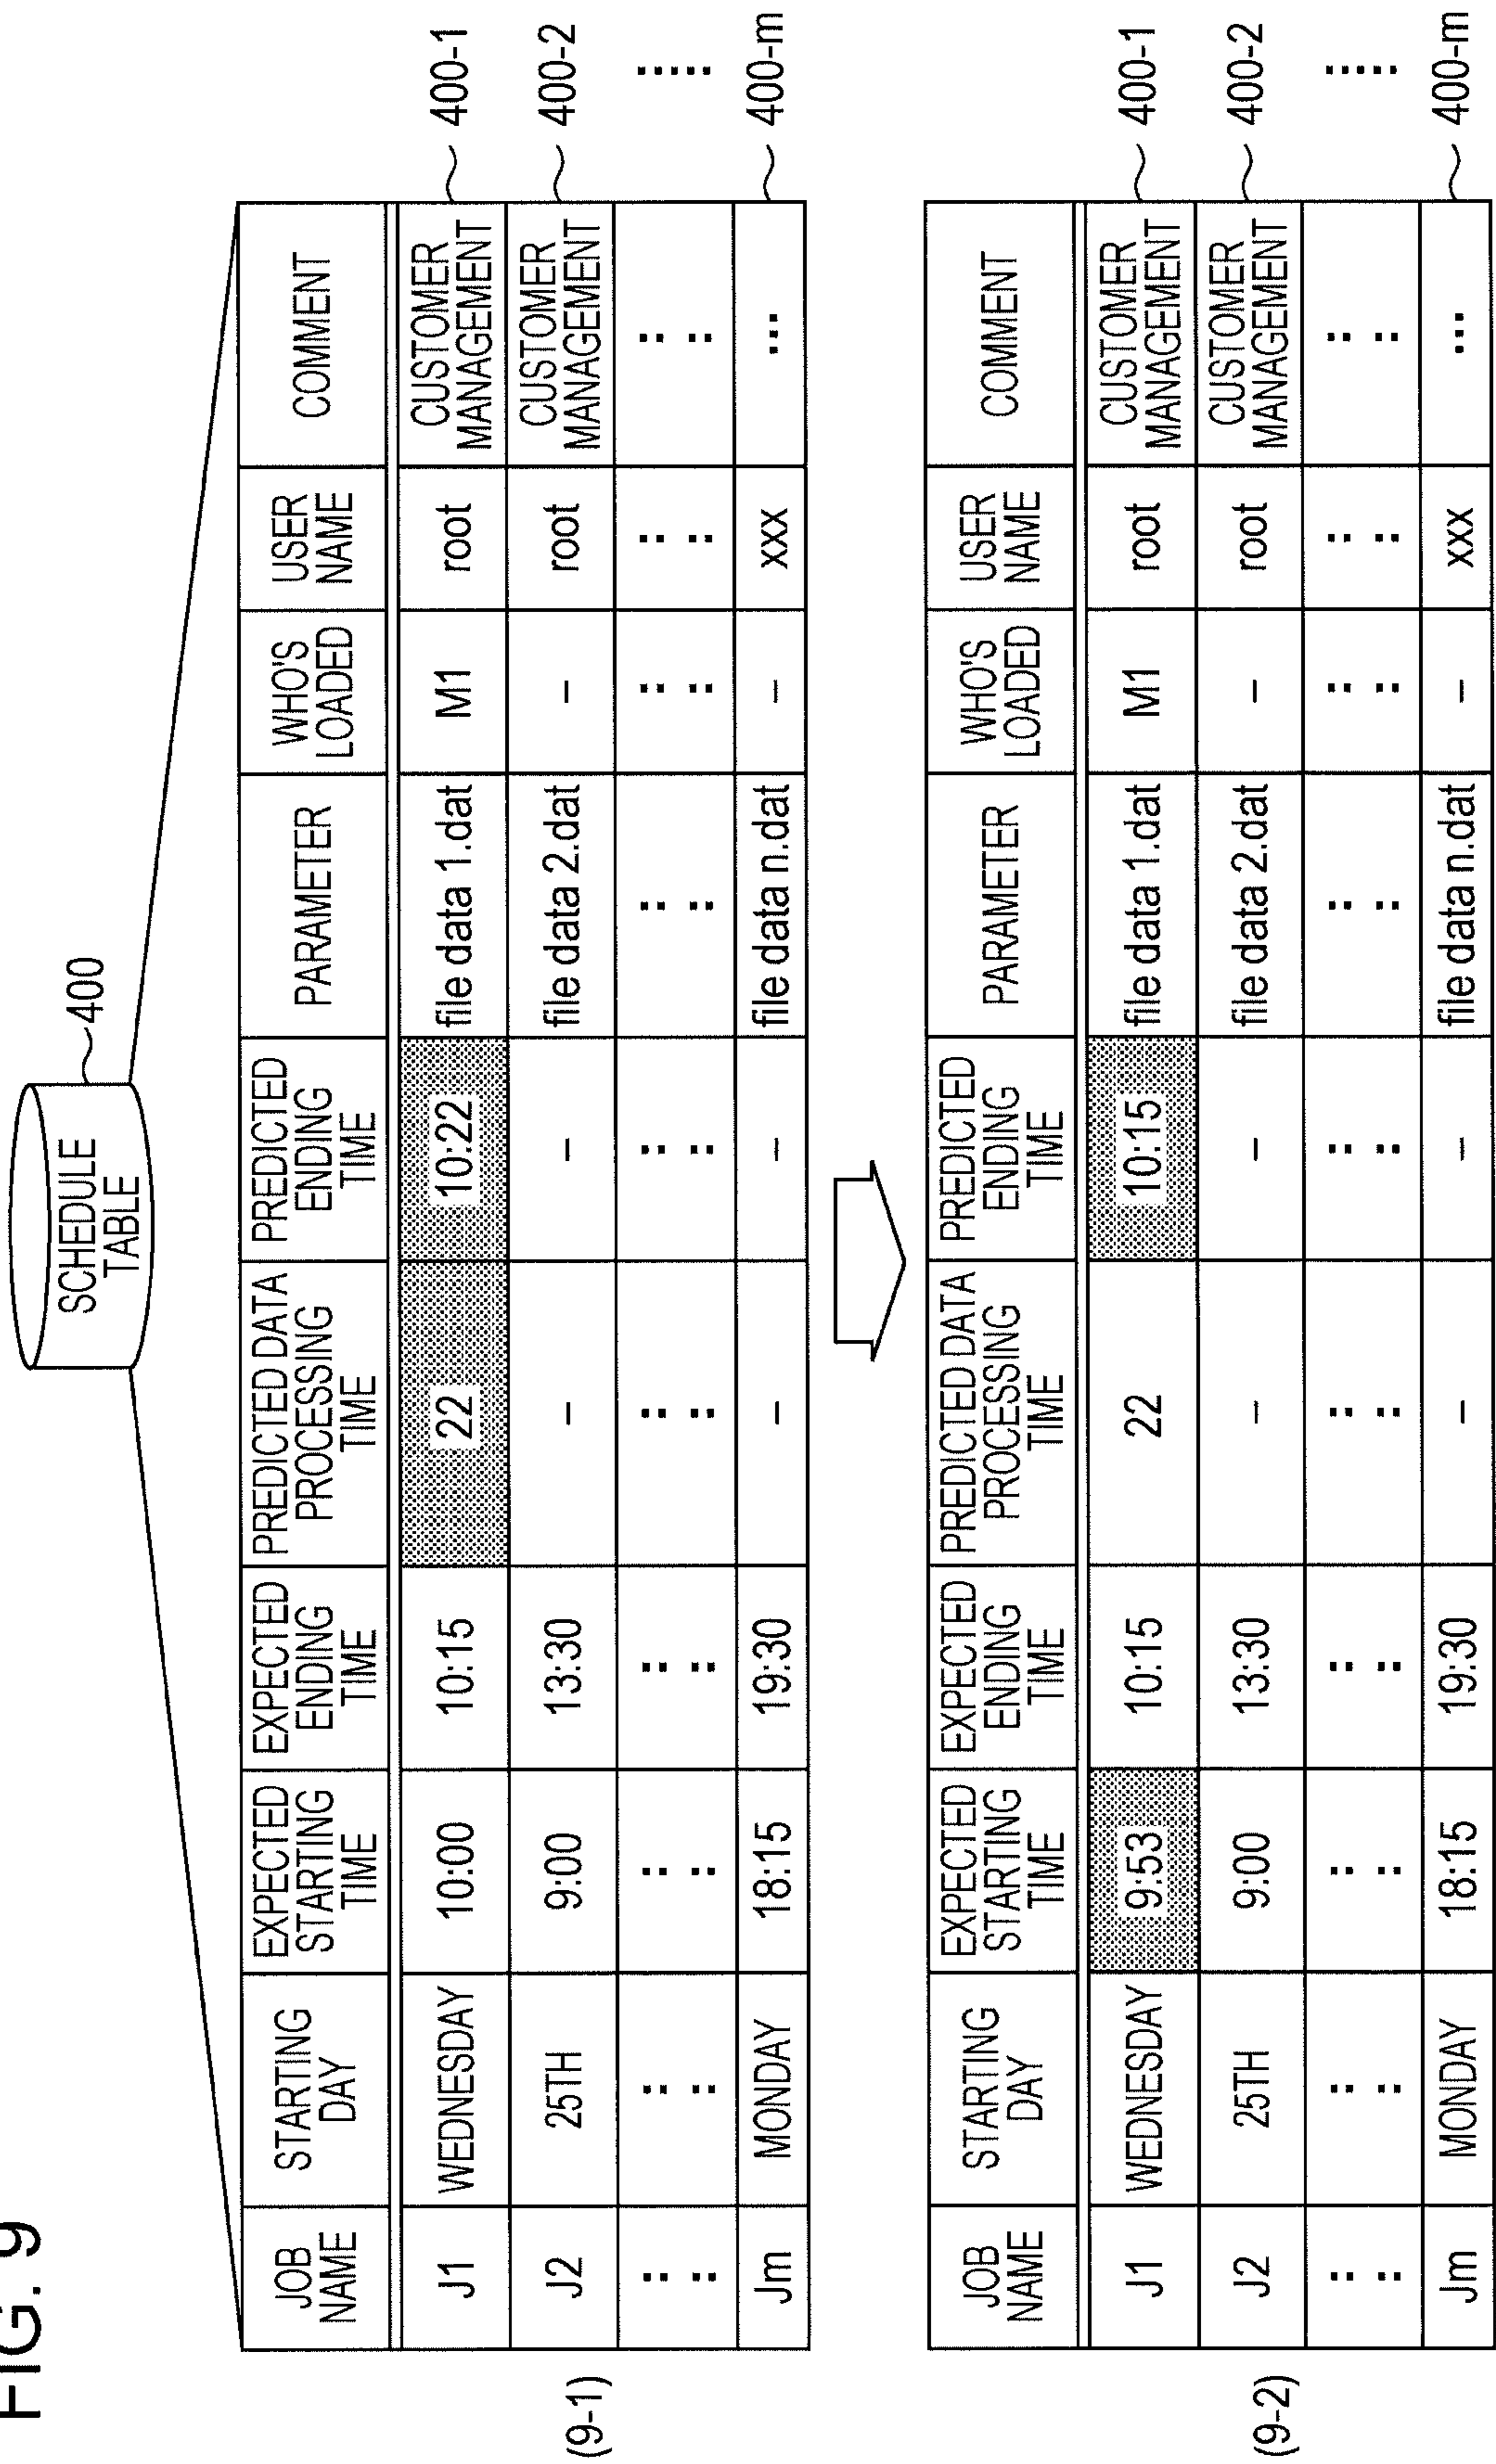 FIG. 9
SCHEDULE
TABLE
400
(9-1)
JOB NAME | STARTING DAY | EXPECTED STARTING TIME | EXPECTED ENDING TIME | PREDICTED DATA PROCESSING TIME | PREDICTED ENDING TIME | PARAMETER | WHO'S LOADED | USER NAME | COMMENT
J1 | WEDNESDAY | 10:00 | 10:15 | 22 | 10:22 | file data 1.dat | M1 | root | CUSTOMER MANAGEMENT 400-1
J2 | 25TH | 9:00 | 13:30 | – | – | file data 2.dat | – | root | CUSTOMER MANAGEMENT 400-2
Jm | MONDAY | 18:15 | 19:30 | – | – | file data n.dat | – | xxx | ... 400-m
(9-2)
JOB NAME | STARTING DAY | EXPECTED STARTING TIME | EXPECTED ENDING TIME | PREDICTED DATA PROCESSING TIME | PREDICTED ENDING TIME | PARAMETER | WHO'S LOADED | USER NAME | COMMENT
J1 | WEDNESDAY | 9:53 | 10:15 | 22 | 10:15 | file data 1.dat | M1 | root | CUSTOMER MANAGEMENT 400-1
J2 | 25TH | 9:00 | 13:30 | – | – | file data 2.dat | – | root | CUSTOMER MANAGEMENT 400-2
Jm | MONDAY | 18:15 | 19:30 | – | – | file data n.dat | – | xxx | ... 400-m